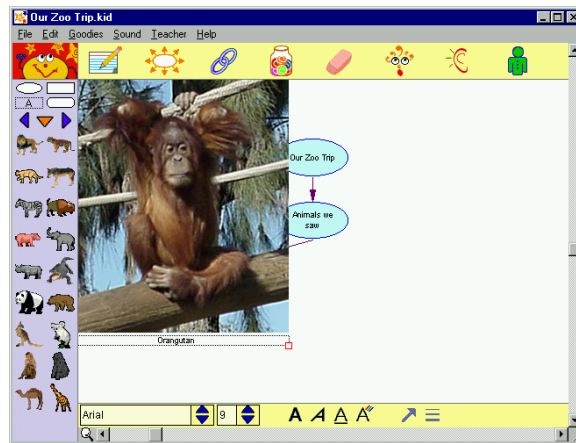 Our Zoo Trip.kid
File Edit Goodies Sound Teacher Help
A
Our Zoo Trip
Animals we
saw
Orangutan
Arial 9 A A A A